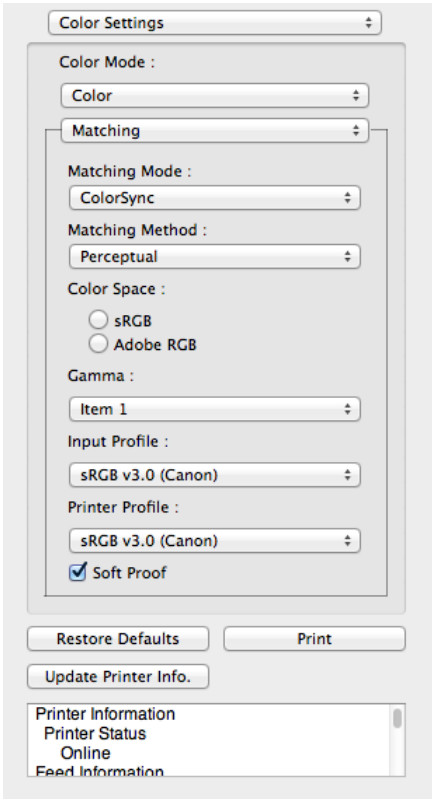 Color Settings
Color Mode :
Color
Matching
Matching Mode :
ColorSync
Matching Method :
Perceptual
Color Space :
sRGB
Adobe RGB
Gamma :
Item 1
Input Profile :
sRGB v3.0 (Canon)
Printer Profile :
sRGB v3.0 (Canon)
Soft Proof
Restore Defaults Print
Update Printer Info.
Printer Information
Printer Status
Online
Feed Information